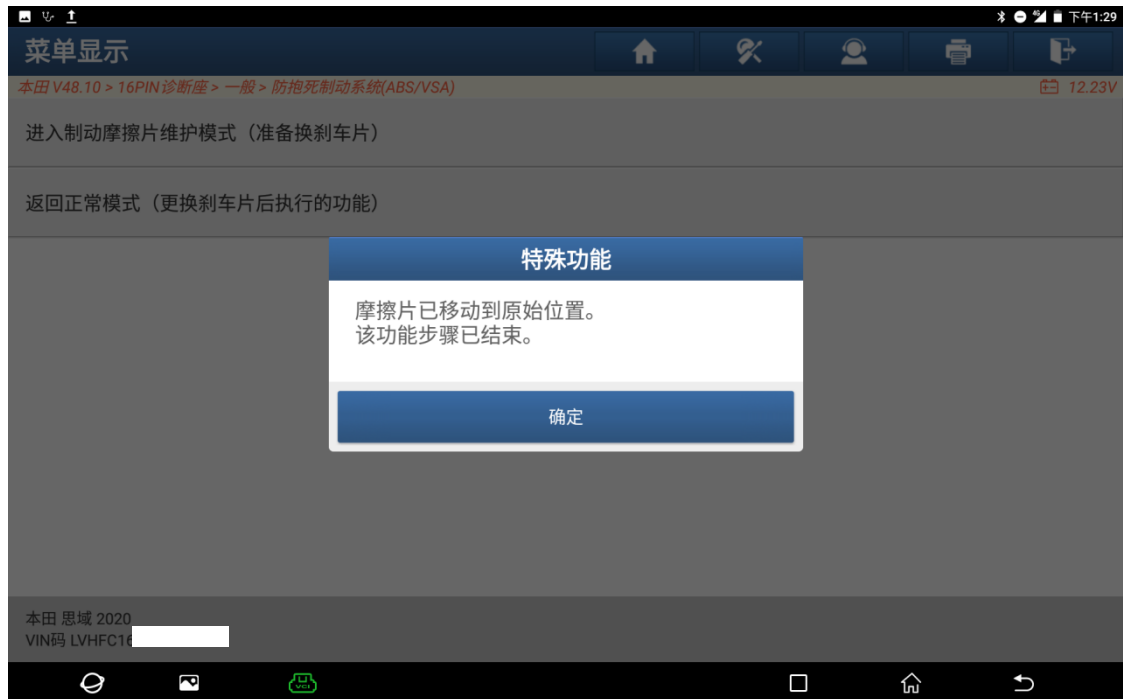 下午1:29
菜单显示
本田 V48.10 > 16PIN诊断座 > 一般 > 防抱死制动系统(ABS/VSA)
12.23V
进入制动摩擦片维护模式（准备换刹车片）
返回正常模式（更换刹车片后执行的功能）
特殊功能
摩擦片已移动到原始位置。
该功能步骤已结束。
确定
本田 思域 2020
VIN码 LVHFC16
VCI